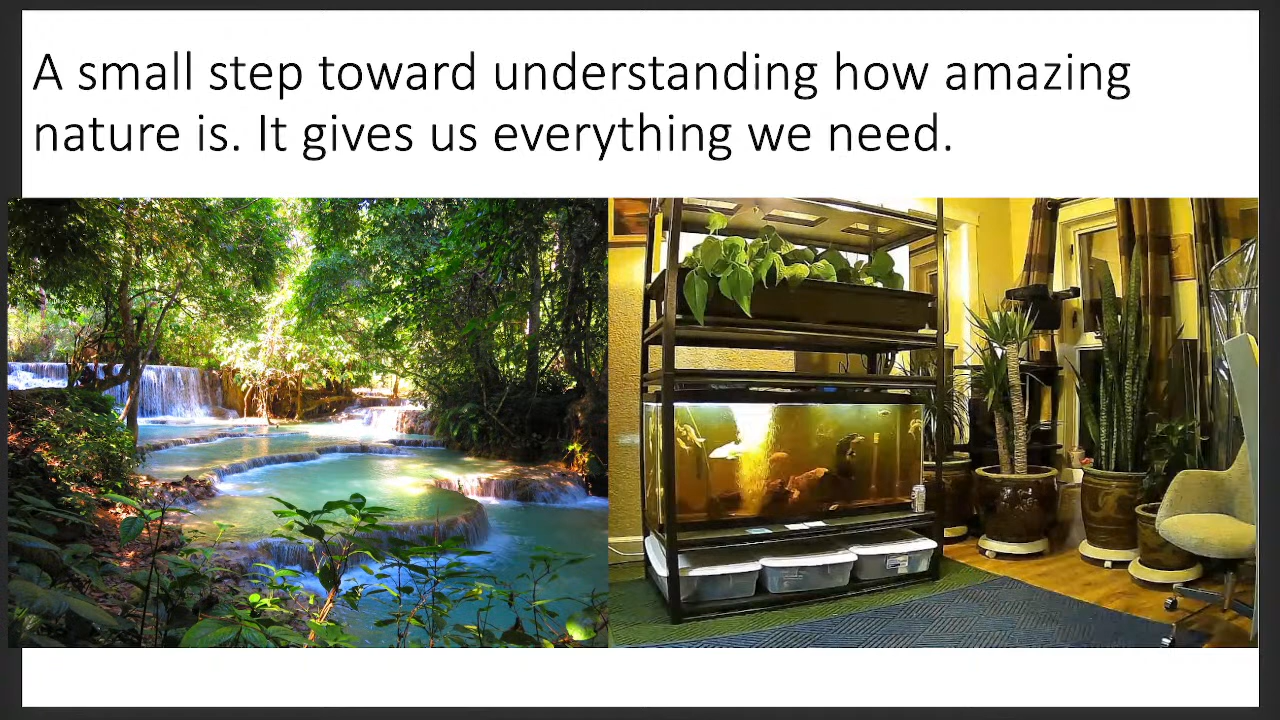 A small step toward understanding how amazing
nature is. It gives us everything we need.